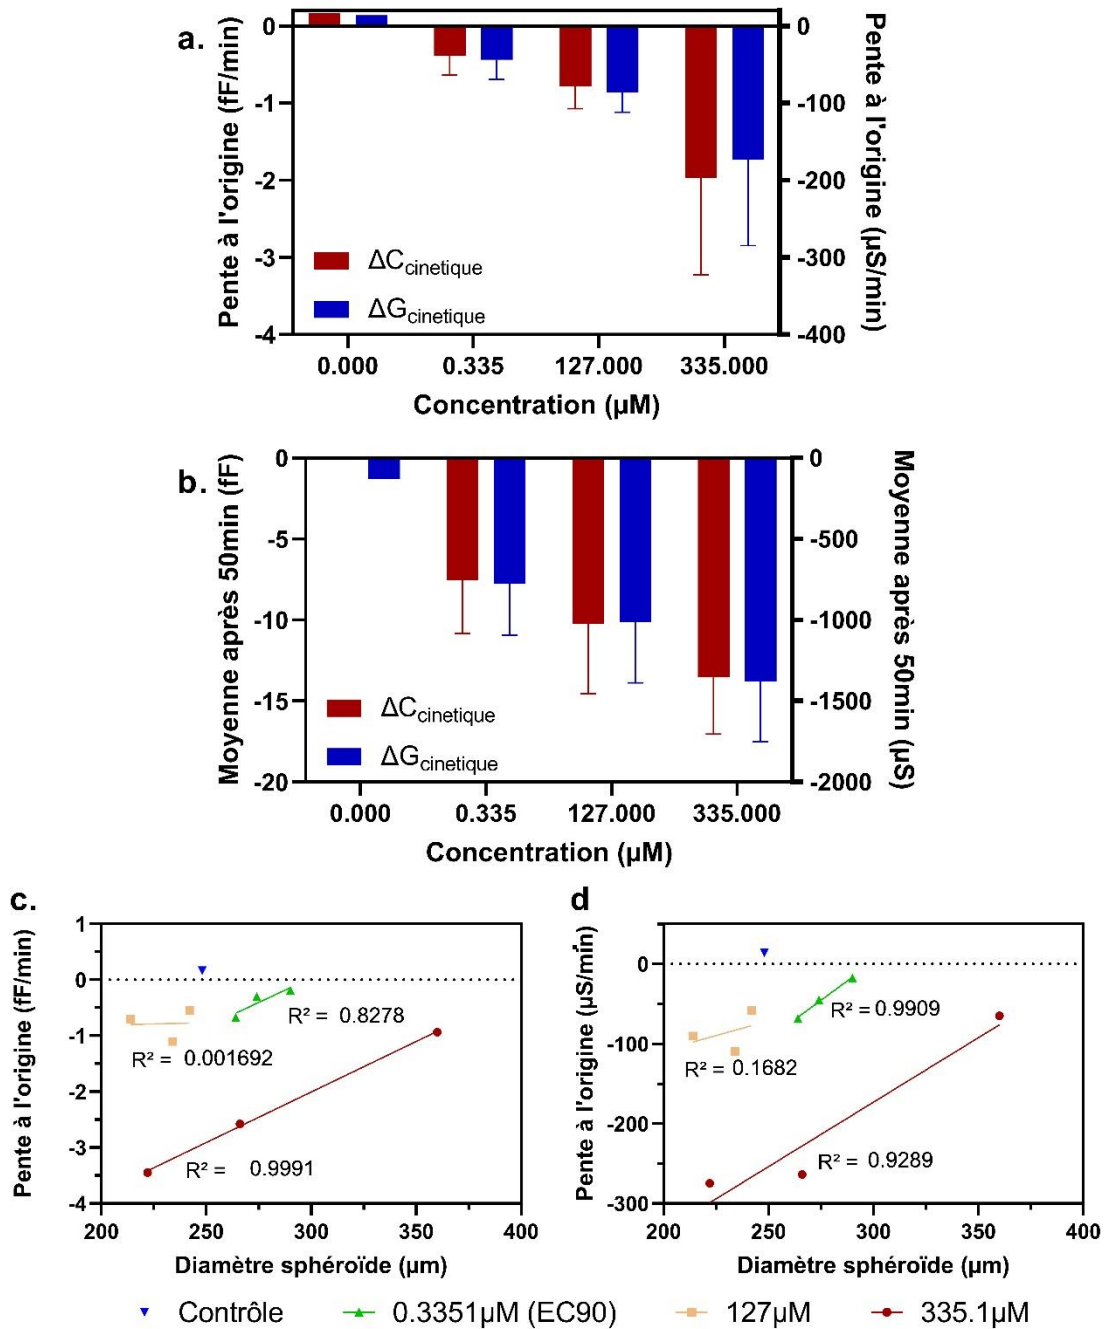 a.
Pente à l'origine (fF/min)
0
-1
-2
-3
-4
Pente à l'origine (µS/min)
0
-100
-200
-300
-400
ΔCcinetique
ΔGcinetique
0.000 0.335 127.000 335.000
Concentration (µM)
b.
Moyenne après 50min (fF)
0
-5
-10
-15
-20
Moyenne après 50min (µS)
0
-500
-1000
-1500
-2000
ΔCcinetique
ΔGcinetique
0.000 0.335 127.000 335.000
Concentration (µM)
c.
Pente à l'origine (fF/min)
1
0
-1
-2
-3
-4
R² = 0.8278
R² = 0.001692
R² = 0.9991
200 250 300 350 400
Diamètre sphéroïde (µm)
d.
Pente à l'origine (µS/min)
0
-100
-200
-300
R² = 0.9909
R² = 0.1682
R² = 0.9289
200 250 300 350 400
Diamètre sphéroïde (µm)
Contrôle 0.3351µM (EC90) 127µM 335.1µM